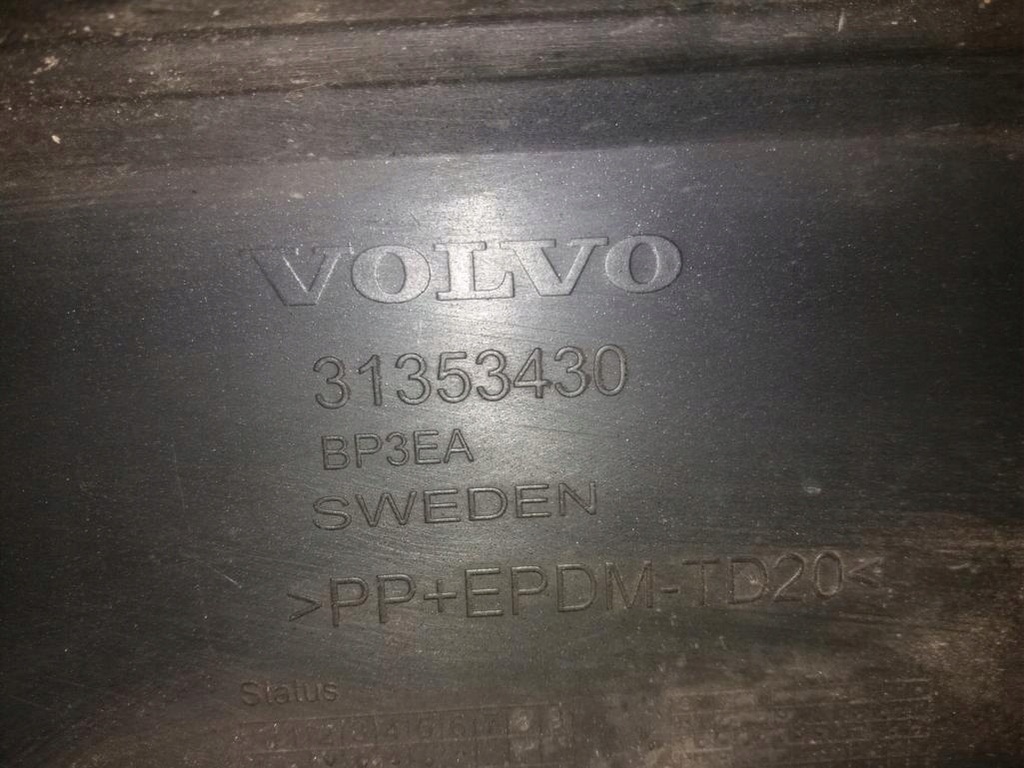 VOLVO
31353430
BP3EA
SWEDEN
>PP+EPDM-TD20<
Status